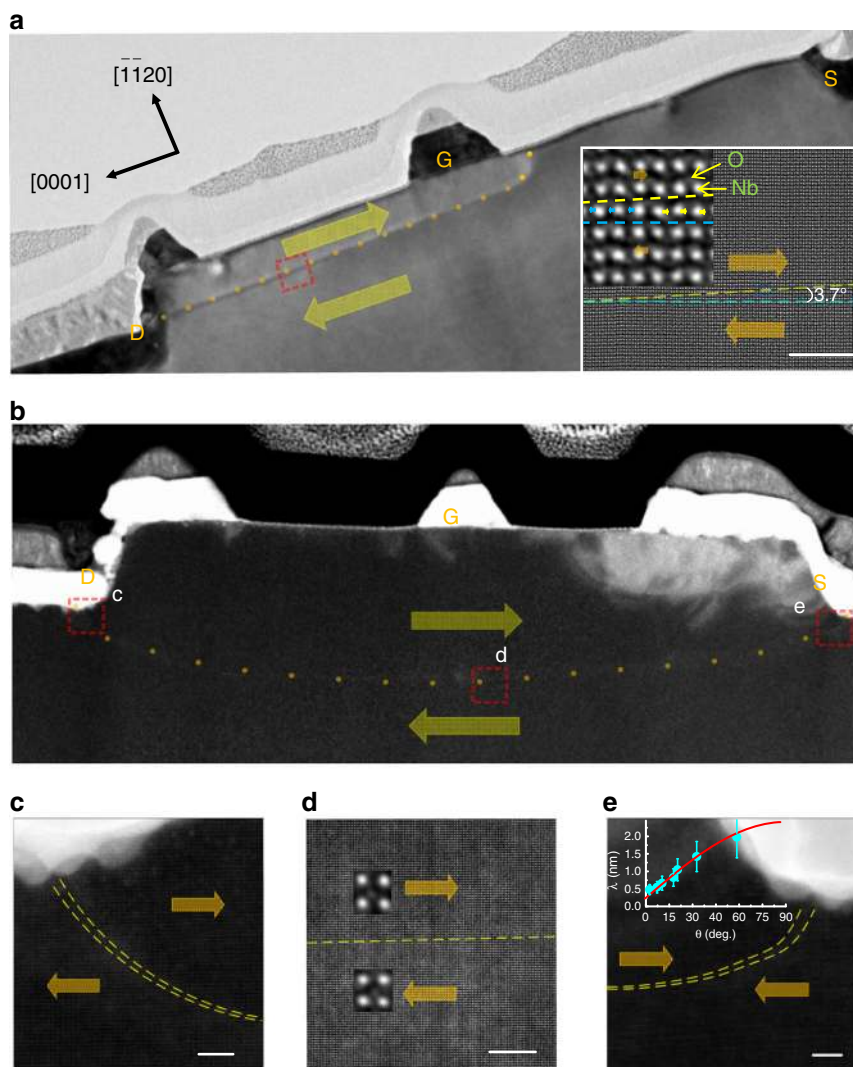 a
[1̅1̅20]
[0001]
S
G
O
Nb
3.7°
D
b
G
D
c
S
e
d
c
d
e
2.0
1.5
1.0
0.5
0.0
λ (nm)
0 15 30 45 60 75 90
θ (deg.)